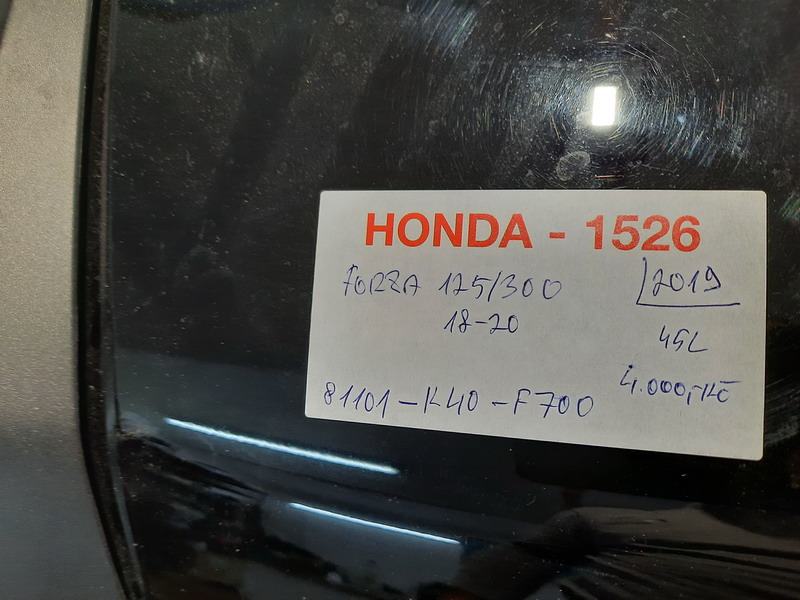 HONDA - 1526
FORZA 125/300
2019
18-20
45L
4.000,-Kč
81101-K40-F700